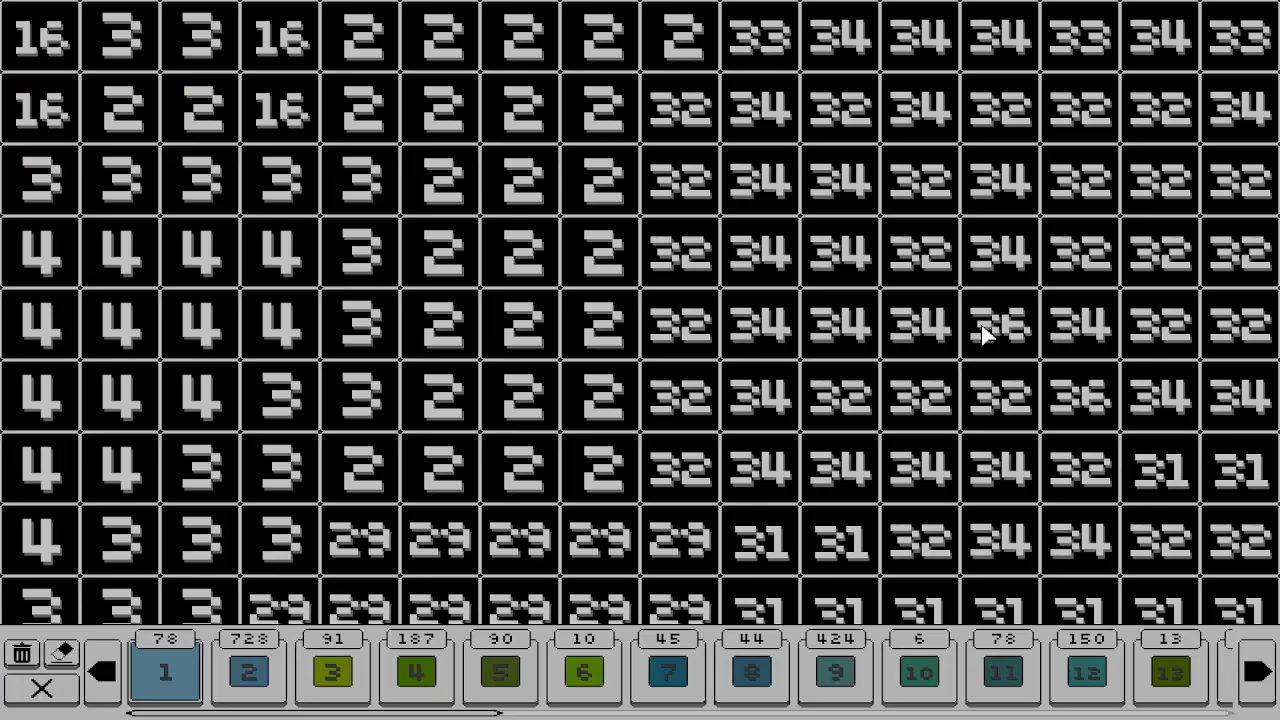 16 3 3 16 2 2 2 2 2 33 34 34 34 33 34 33
16 2 2 16 2 2 2 2 32 34 32 34 32 32 32 34
3 3 3 3 3 2 2 2 32 34 34 32 34 32 32 32
4 4 4 4 3 2 2 2 32 34 34 32 34 32 32 32
4 4 4 4 3 2 2 2 32 34 34 34 36 34 32 32
4 4 4 3 3 2 2 2 32 34 32 32 32 36 34 34
4 4 3 3 2 2 2 2 32 34 34 34 34 32 31 31
4 3 3 3 29 29 29 29 29 31 31 32 34 34 32 32
3 3 3 29 29 29 29 29 29 31 31 31 31 31 31 31
78 728 91 187 90 10 45 44 424 6 78 150 13
1 2 3 4 5 6 7 8 9 10 11 12 13